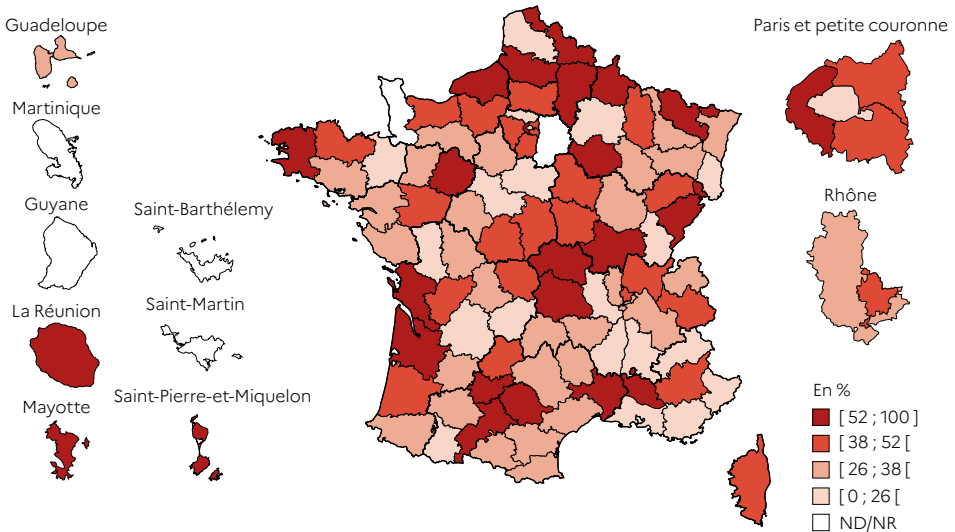 Guadeloupe
Martinique
Guyane
Saint-Barthélemy
La Réunion
Saint-Martin
Mayotte
Saint-Pierre-et-Miquelon
Paris et petite couronne
Rhône
En %
[ 52 ; 100 ]
[ 38 ; 52 [
[ 26 ; 38 [
[ 0 ; 26 [
ND/NR